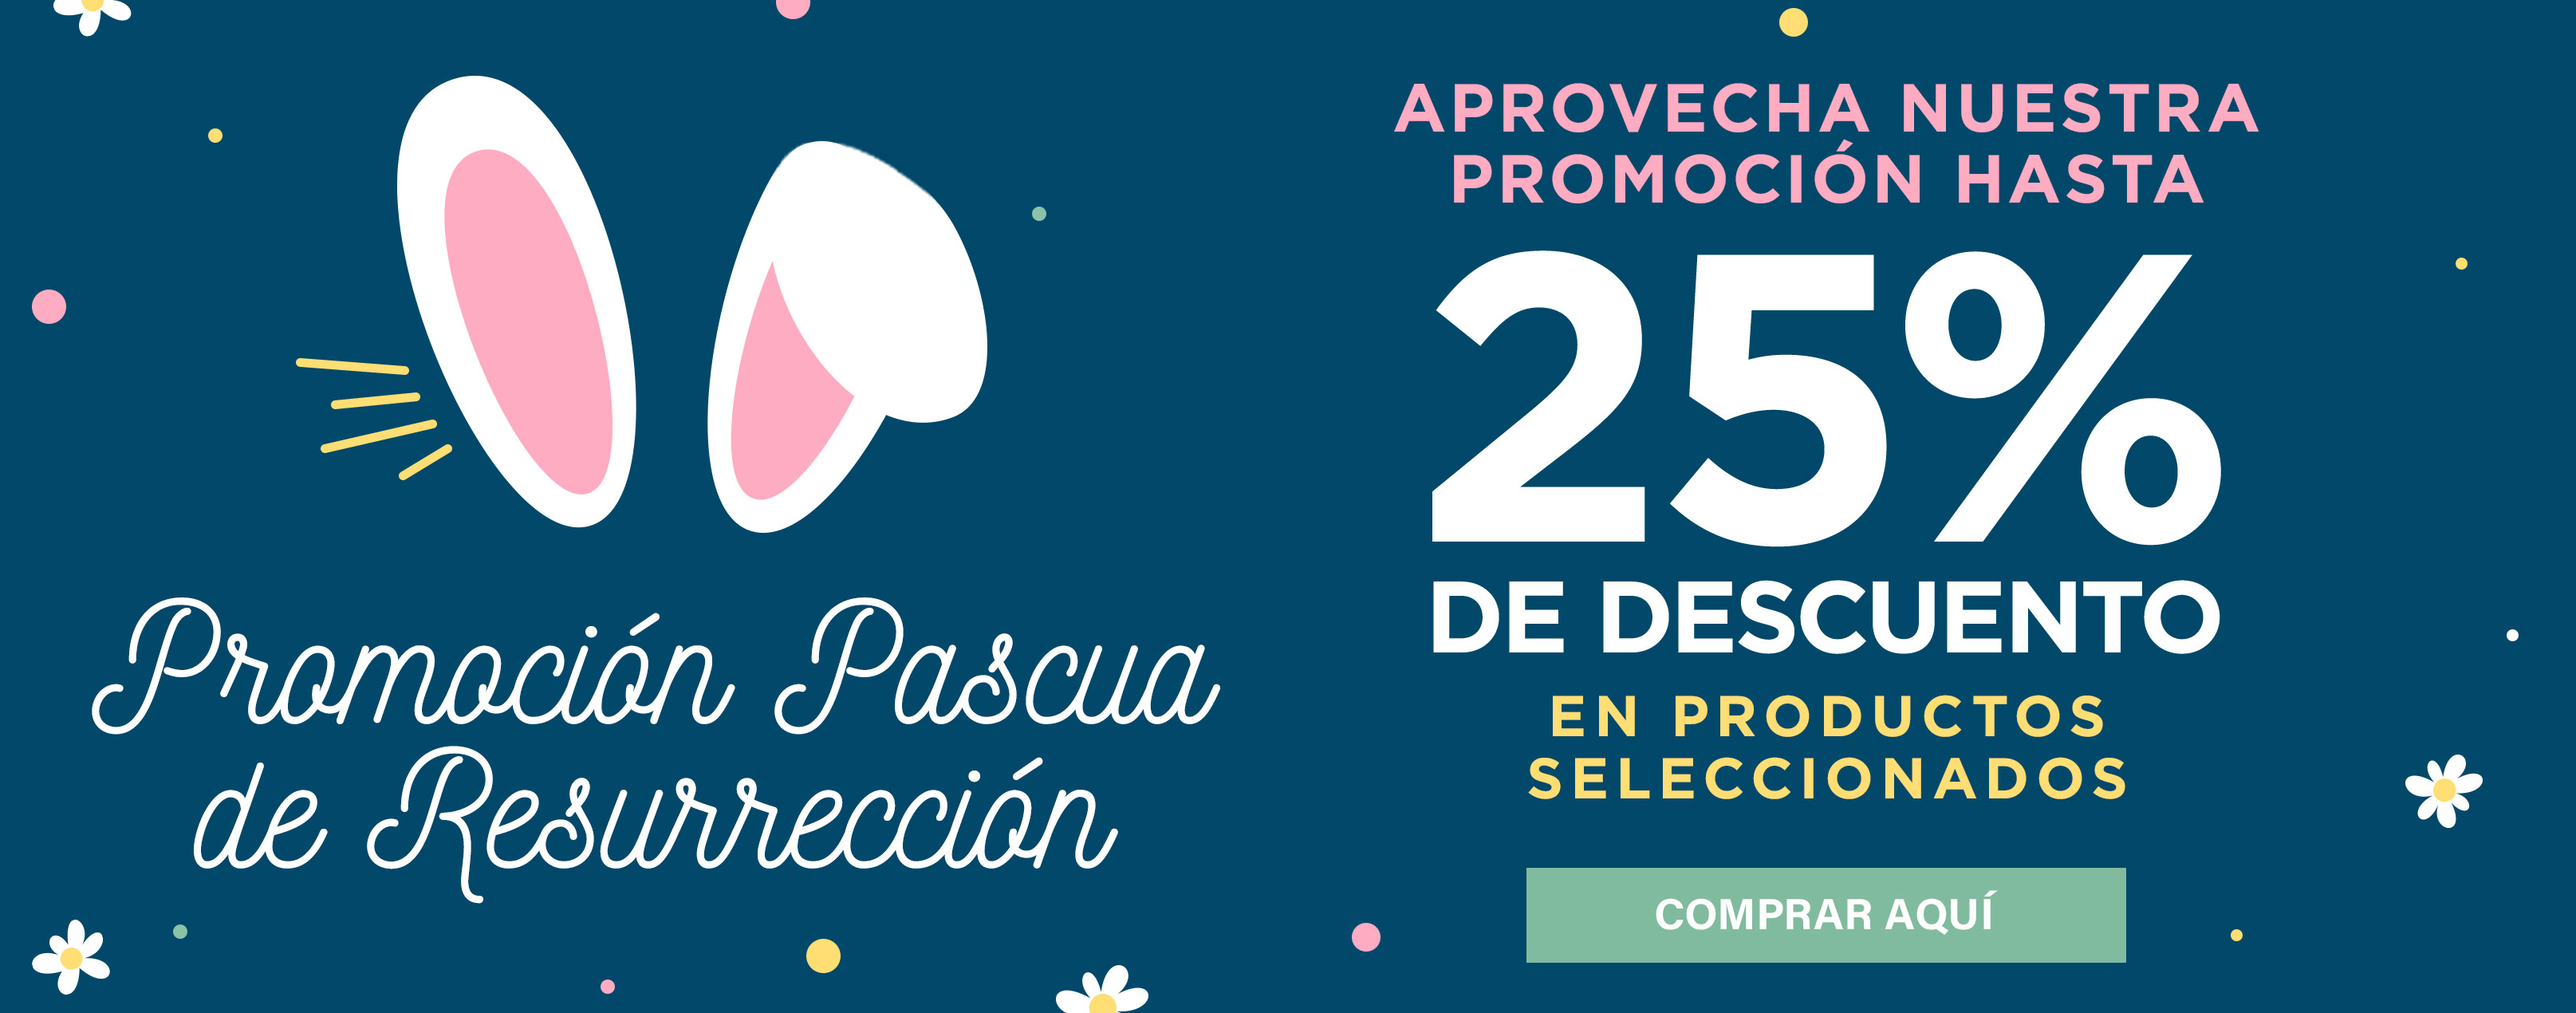 Promoción Pascua
de Resurrección
APROVECHA NUESTRA
PROMOCIÓN HASTA
25%
DE DESCUENTO
EN PRODUCTOS
SELECCIONADOS
COMPRAR AQUÍ